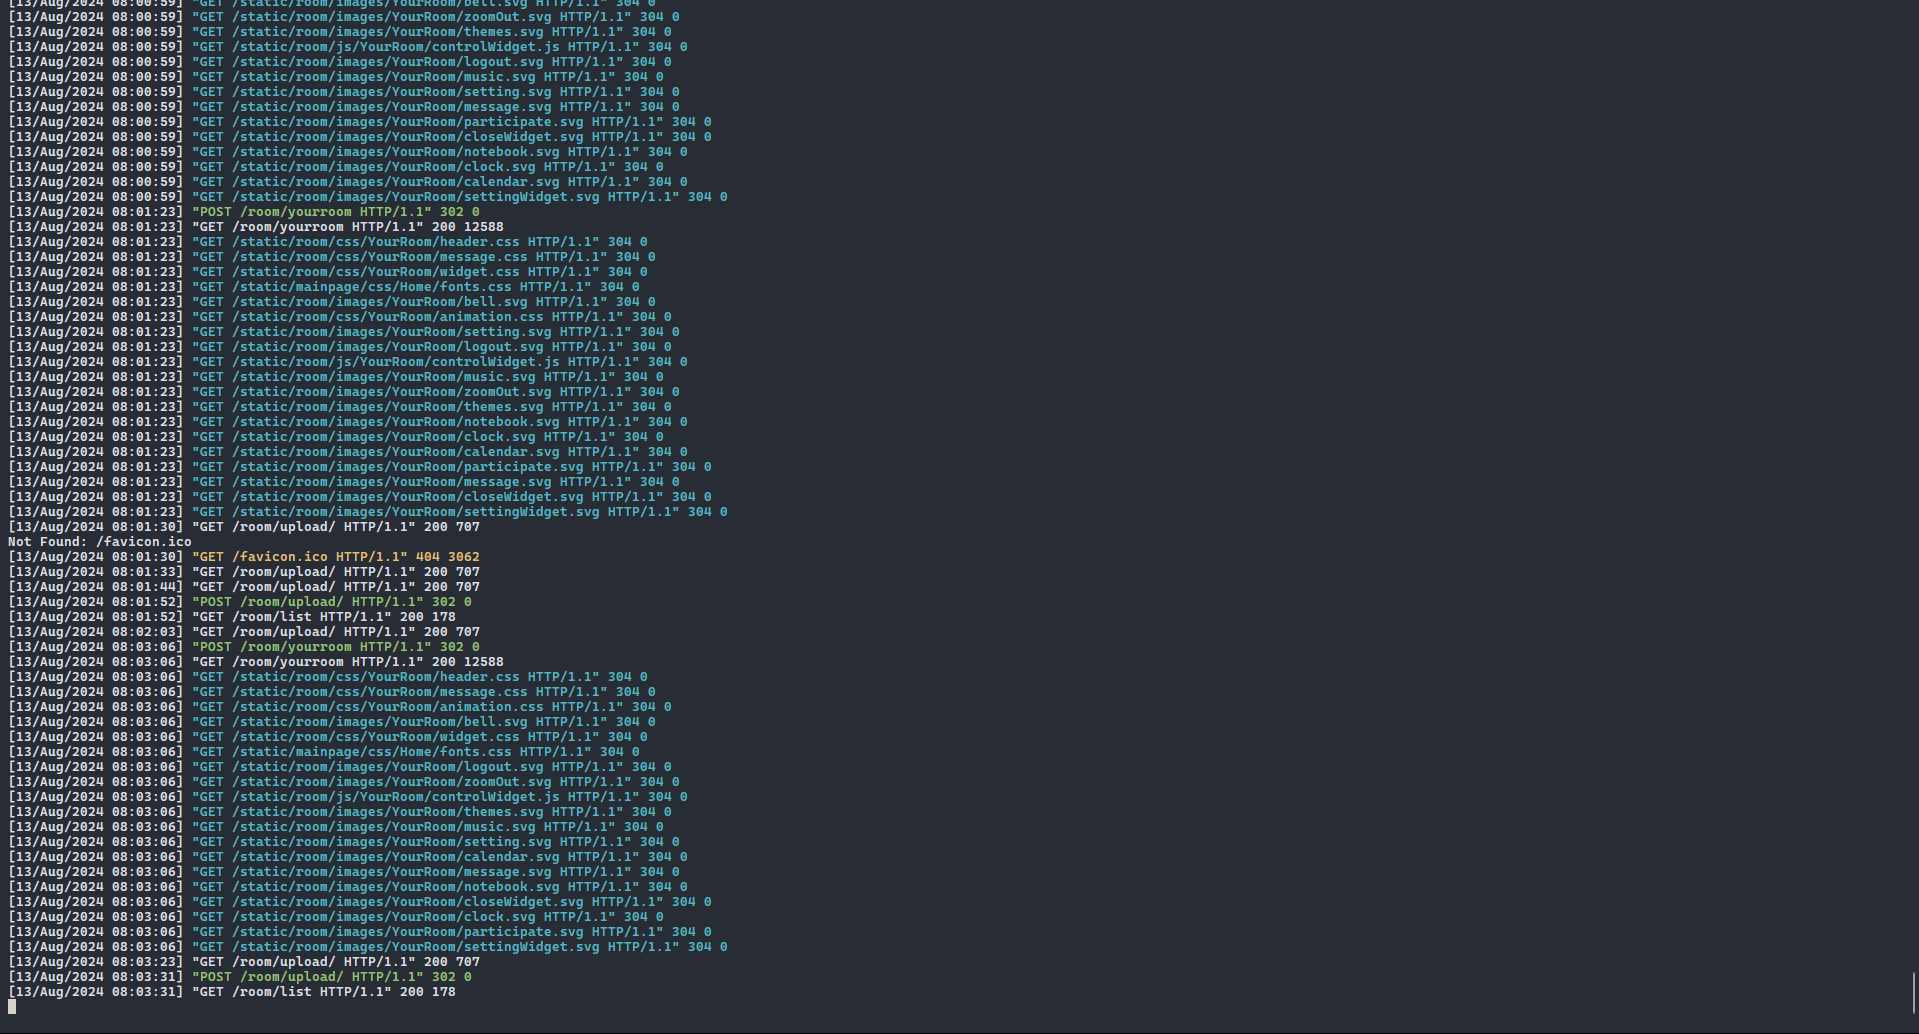 [13/Aug/2024 08:00:59] "GET /static/room/images/YourRoom/bell.svg HTTP/1.1" 304 0
[13/Aug/2024 08:00:59] "GET /static/room/images/YourRoom/zoomOut.svg HTTP/1.1" 304 0
[13/Aug/2024 08:00:59] "GET /static/room/images/YourRoom/themes.svg HTTP/1.1" 304 0
[13/Aug/2024 08:00:59] "GET /static/room/js/YourRoom/controlWidget.js HTTP/1.1" 304 0
[13/Aug/2024 08:00:59] "GET /static/room/images/YourRoom/logout.svg HTTP/1.1" 304 0
[13/Aug/2024 08:00:59] "GET /static/room/images/YourRoom/music.svg HTTP/1.1" 304 0
[13/Aug/2024 08:00:59] "GET /static/room/images/YourRoom/setting.svg HTTP/1.1" 304 0
[13/Aug/2024 08:00:59] "GET /static/room/images/YourRoom/message.svg HTTP/1.1" 304 0
[13/Aug/2024 08:00:59] "GET /static/room/images/YourRoom/participate.svg HTTP/1.1" 304 0
[13/Aug/2024 08:00:59] "GET /static/room/images/YourRoom/closeWidget.svg HTTP/1.1" 304 0
[13/Aug/2024 08:00:59] "GET /static/room/images/YourRoom/notebook.svg HTTP/1.1" 304 0
[13/Aug/2024 08:00:59] "GET /static/room/images/YourRoom/clock.svg HTTP/1.1" 304 0
[13/Aug/2024 08:00:59] "GET /static/room/images/YourRoom/calendar.svg HTTP/1.1" 304 0
[13/Aug/2024 08:00:59] "GET /static/room/images/YourRoom/settingWidget.svg HTTP/1.1" 304 0
[13/Aug/2024 08:01:23] "POST /room/yourroom HTTP/1.1" 302 0
[13/Aug/2024 08:01:23] "GET /room/yourroom HTTP/1.1" 200 12588
[13/Aug/2024 08:01:23] "GET /static/room/css/YourRoom/header.css HTTP/1.1" 304 0
[13/Aug/2024 08:01:23] "GET /static/room/css/YourRoom/message.css HTTP/1.1" 304 0
[13/Aug/2024 08:01:23] "GET /static/room/css/YourRoom/widget.css HTTP/1.1" 304 0
[13/Aug/2024 08:01:23] "GET /static/mainpage/css/Home/fonts.css HTTP/1.1" 304 0
[13/Aug/2024 08:01:23] "GET /static/room/images/YourRoom/bell.svg HTTP/1.1" 304 0
[13/Aug/2024 08:01:23] "GET /static/room/css/YourRoom/animation.css HTTP/1.1" 304 0
[13/Aug/2024 08:01:23] "GET /static/room/images/YourRoom/setting.svg HTTP/1.1" 304 0
[13/Aug/2024 08:01:23] "GET /static/room/images/YourRoom/logout.svg HTTP/1.1" 304 0
[13/Aug/2024 08:01:23] "GET /static/room/js/YourRoom/controlWidget.js HTTP/1.1" 304 0
[13/Aug/2024 08:01:23] "GET /static/room/images/YourRoom/music.svg HTTP/1.1" 304 0
[13/Aug/2024 08:01:23] "GET /static/room/images/YourRoom/zoomOut.svg HTTP/1.1" 304 0
[13/Aug/2024 08:01:23] "GET /static/room/images/YourRoom/themes.svg HTTP/1.1" 304 0
[13/Aug/2024 08:01:23] "GET /static/room/images/YourRoom/notebook.svg HTTP/1.1" 304 0
[13/Aug/2024 08:01:23] "GET /static/room/images/YourRoom/clock.svg HTTP/1.1" 304 0
[13/Aug/2024 08:01:23] "GET /static/room/images/YourRoom/calendar.svg HTTP/1.1" 304 0
[13/Aug/2024 08:01:23] "GET /static/room/images/YourRoom/participate.svg HTTP/1.1" 304 0
[13/Aug/2024 08:01:23] "GET /static/room/images/YourRoom/message.svg HTTP/1.1" 304 0
[13/Aug/2024 08:01:23] "GET /static/room/images/YourRoom/closeWidget.svg HTTP/1.1" 304 0
[13/Aug/2024 08:01:23] "GET /static/room/images/YourRoom/settingWidget.svg HTTP/1.1" 304 0
[13/Aug/2024 08:01:30] "GET /room/upload/ HTTP/1.1" 200 707
Not Found: /favicon.ico
[13/Aug/2024 08:01:30] "GET /favicon.ico HTTP/1.1" 404 3062
[13/Aug/2024 08:01:33] "GET /room/upload/ HTTP/1.1" 200 707
[13/Aug/2024 08:01:44] "GET /room/upload/ HTTP/1.1" 200 707
[13/Aug/2024 08:01:52] "POST /room/upload/ HTTP/1.1" 302 0
[13/Aug/2024 08:01:52] "GET /room/list HTTP/1.1" 200 178
[13/Aug/2024 08:02:03] "GET /room/upload/ HTTP/1.1" 200 707
[13/Aug/2024 08:03:06] "POST /room/yourroom HTTP/1.1" 302 0
[13/Aug/2024 08:03:06] "GET /room/yourroom HTTP/1.1" 200 12588
[13/Aug/2024 08:03:06] "GET /static/room/css/YourRoom/header.css HTTP/1.1" 304 0
[13/Aug/2024 08:03:06] "GET /static/room/css/YourRoom/message.css HTTP/1.1" 304 0
[13/Aug/2024 08:03:06] "GET /static/room/css/YourRoom/animation.css HTTP/1.1" 304 0
[13/Aug/2024 08:03:06] "GET /static/room/images/YourRoom/bell.svg HTTP/1.1" 304 0
[13/Aug/2024 08:03:06] "GET /static/room/css/YourRoom/widget.css HTTP/1.1" 304 0
[13/Aug/2024 08:03:06] "GET /static/mainpage/css/Home/fonts.css HTTP/1.1" 304 0
[13/Aug/2024 08:03:06] "GET /static/room/images/YourRoom/logout.svg HTTP/1.1" 304 0
[13/Aug/2024 08:03:06] "GET /static/room/images/YourRoom/zoomOut.svg HTTP/1.1" 304 0
[13/Aug/2024 08:03:06] "GET /static/room/js/YourRoom/controlWidget.js HTTP/1.1" 304 0
[13/Aug/2024 08:03:06] "GET /static/room/images/YourRoom/themes.svg HTTP/1.1" 304 0
[13/Aug/2024 08:03:06] "GET /static/room/images/YourRoom/music.svg HTTP/1.1" 304 0
[13/Aug/2024 08:03:06] "GET /static/room/images/YourRoom/setting.svg HTTP/1.1" 304 0
[13/Aug/2024 08:03:06] "GET /static/room/images/YourRoom/calendar.svg HTTP/1.1" 304 0
[13/Aug/2024 08:03:06] "GET /static/room/images/YourRoom/message.svg HTTP/1.1" 304 0
[13/Aug/2024 08:03:06] "GET /static/room/images/YourRoom/notebook.svg HTTP/1.1" 304 0
[13/Aug/2024 08:03:06] "GET /static/room/images/YourRoom/closeWidget.svg HTTP/1.1" 304 0
[13/Aug/2024 08:03:06] "GET /static/room/images/YourRoom/clock.svg HTTP/1.1" 304 0
[13/Aug/2024 08:03:06] "GET /static/room/images/YourRoom/participate.svg HTTP/1.1" 304 0
[13/Aug/2024 08:03:06] "GET /static/room/images/YourRoom/settingWidget.svg HTTP/1.1" 304 0
[13/Aug/2024 08:03:23] "GET /room/upload/ HTTP/1.1" 200 707
[13/Aug/2024 08:03:31] "POST /room/upload/ HTTP/1.1" 302 0
[13/Aug/2024 08:03:31] "GET /room/list HTTP/1.1" 200 178